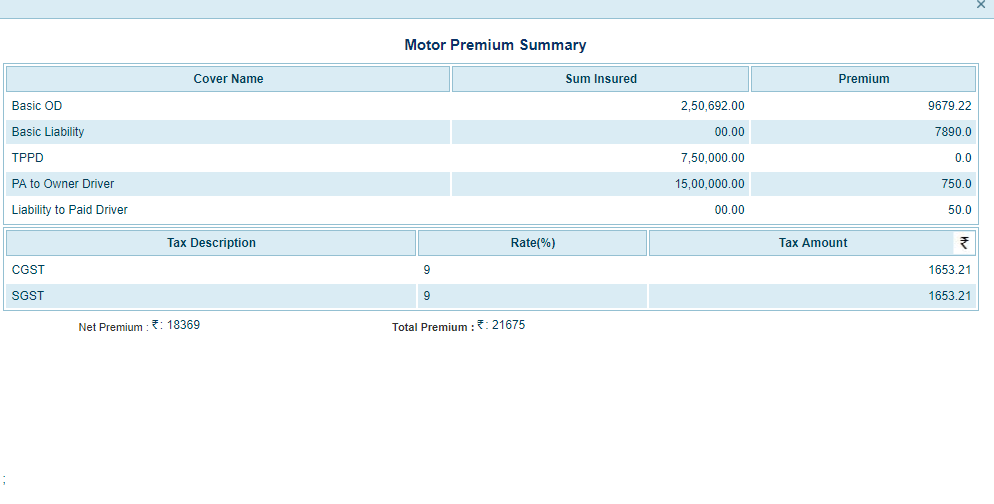 ×
Motor Premium Summary
Cover Name Sum Insured Premium
Basic OD 2,50,692.00 9679.22
Basic Liability 00.00 7890.0
TPPD 7,50,000.00 0.0
PA to Owner Driver 15,00,000.00 750.0
Liability to Paid Driver 00.00 50.0
Tax Description Rate(%) Tax Amount ₹
CGST 9 1653.21
SGST 9 1653.21
Net Premium : ₹: 18369 Total Premium : ₹: 21675
;